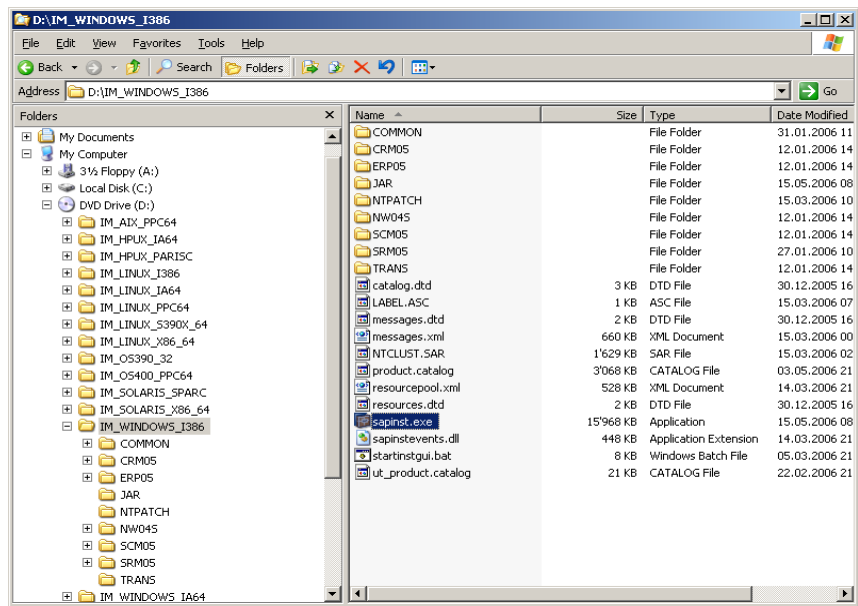 D:\IM_WINDOWS_I386
File Edit View Favorites Tools Help
Back Search Folders
Address D:\IM_WINDOWS_I386 Go
Folders
My Documents
My Computer
3½ Floppy (A:)
Local Disk (C:)
DVD Drive (D:)
IM_AIX_PPC64
IM_HPUX_IA64
IM_HPUX_PARISC
IM_LINUX_I386
IM_LINUX_IA64
IM_LINUX_PPC64
IM_LINUX_S390X_64
IM_LINUX_X86_64
IM_OS390_32
IM_OS400_PPC64
IM_SOLARIS_SPARC
IM_SOLARIS_X86_64
IM_WINDOWS_I386
COMMON
CRM05
ERP05
JAR
NTPATCH
NW04S
SCM05
SRM05
TRANS
IM_WINDOWS_IA64
Name Size Type Date Modified
COMMON File Folder 31.01.2006 11
CRM05 File Folder 12.01.2006 14
ERP05 File Folder 12.01.2006 14
JAR File Folder 15.05.2006 08
NTPATCH File Folder 15.03.2006 10
NW04S File Folder 12.01.2006 14
SCM05 File Folder 12.01.2006 14
SRM05 File Folder 27.01.2006 10
TRANS File Folder 12.01.2006 14
catalog.dtd 3 KB DTD File 30.12.2005 16
LABEL.ASC 1 KB ASC File 15.03.2006 07
messages.dtd 2 KB DTD File 30.12.2005 16
messages.xml 660 KB XML Document 15.03.2006 00
NTCLUST.SAR 1'629 KB SAR File 15.03.2006 02
product.catalog 3'068 KB CATALOG File 03.05.2006 21
resourcepool.xml 528 KB XML Document 14.03.2006 21
resources.dtd 2 KB DTD File 30.12.2005 16
sapinst.exe 15'968 KB Application 15.05.2006 08
sapinstevents.dll 448 KB Application Extension 14.03.2006 21
startinstgui.bat 8 KB Windows Batch File 05.03.2006 21
ut_product.catalog 21 KB CATALOG File 22.02.2006 21